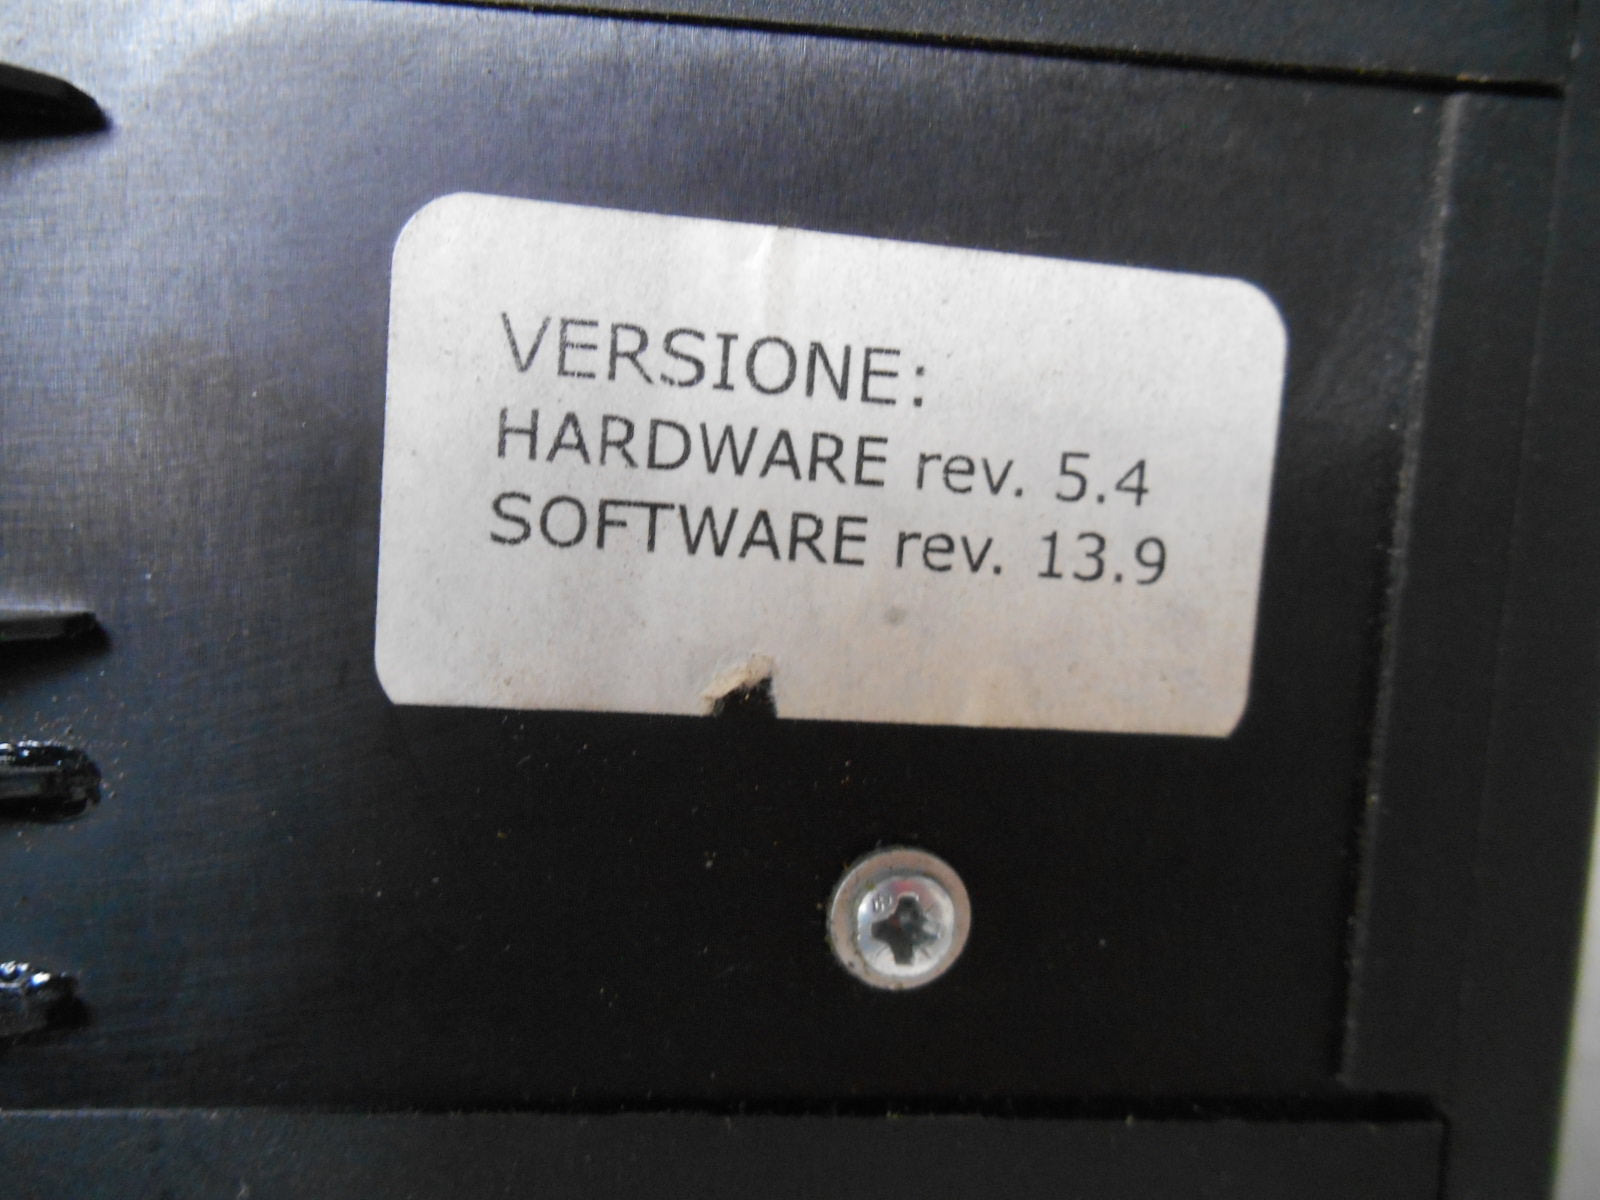 VERSIONE:
HARDWARE rev. 5.4
SOFTWARE rev. 13.9